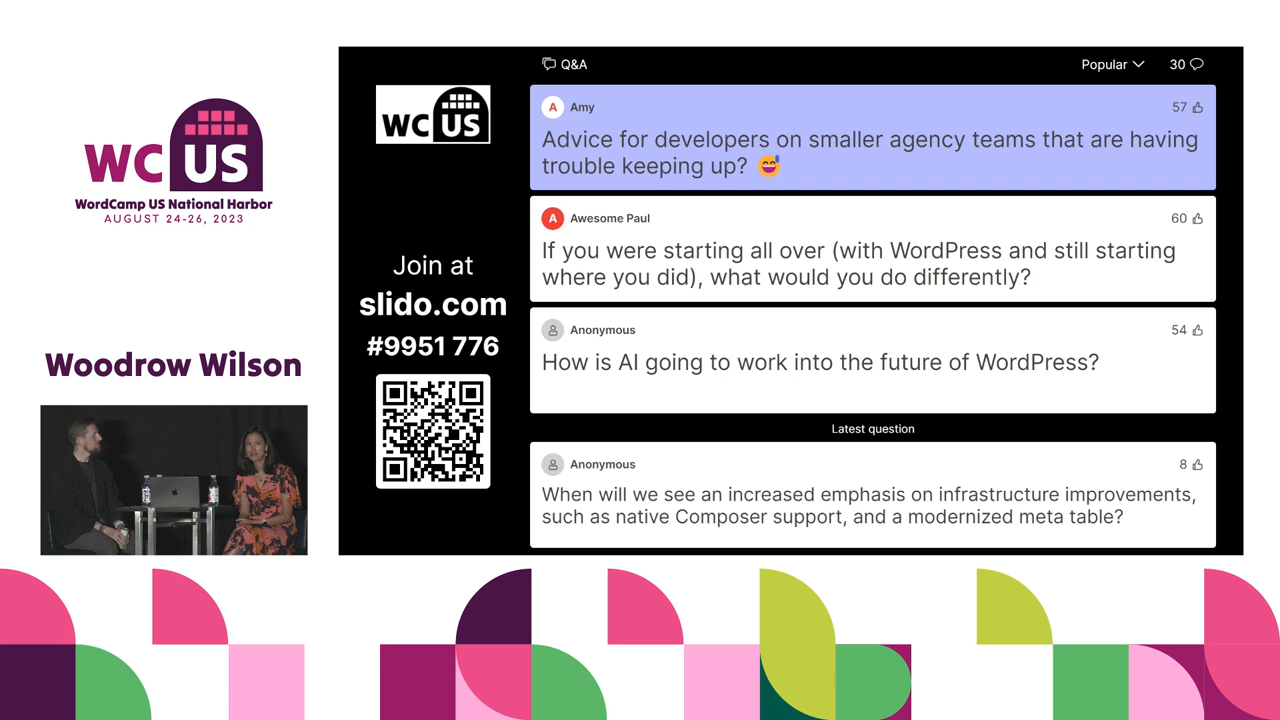 WC US
WordCamp US National Harbor
AUGUST 24-26, 2023
Woodrow Wilson
WC US
Join at
slido.com
#9951 776
Q&A
Popular
30
A Amy
57
Advice for developers on smaller agency teams that are having
trouble keeping up? 😅
A Awesome Paul
60
If you were starting all over (with WordPress and still starting
where you did), what would you do differently?
Anonymous
54
How is AI going to work into the future of WordPress?
Latest question
Anonymous
8
When will we see an increased emphasis on infrastructure improvements,
such as native Composer support, and a modernized meta table?